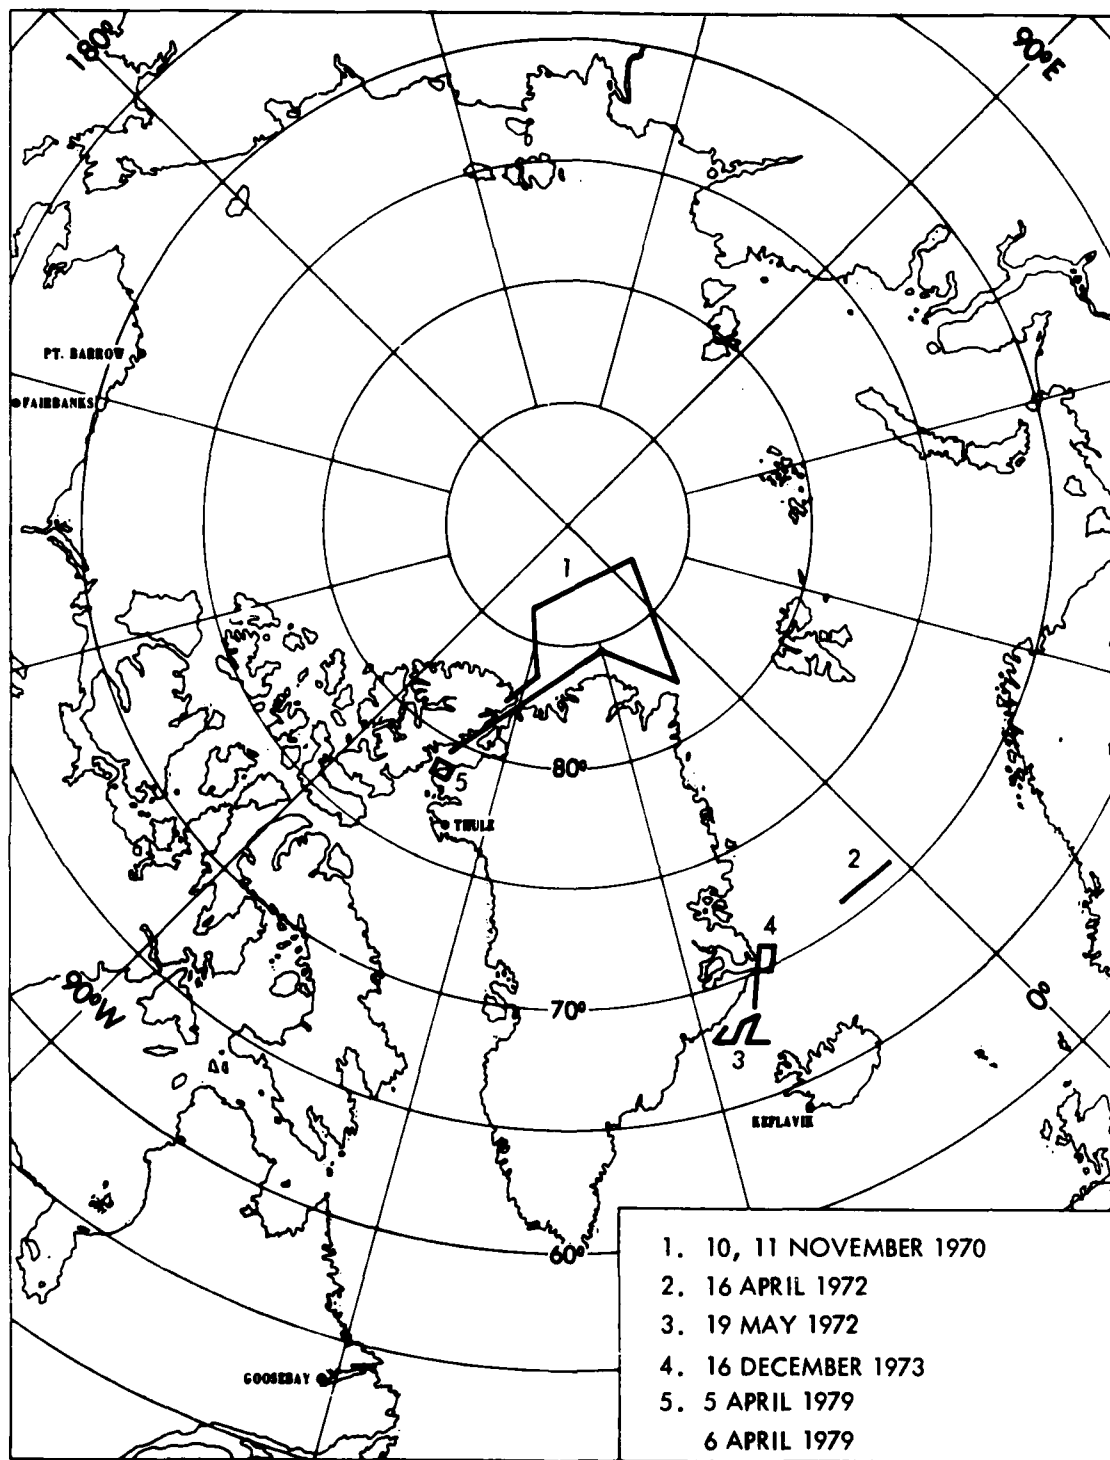 180°
90°E
PT. BARROW
FAIRBANKS
1
80°
5
THULE
2
4
90°W
70°
0°
3
KEFLAVIK
60°
GOOSEBAY
1. 10, 11 NOVEMBER 1970
2. 16 APRIL 1972
3. 19 MAY 1972
4. 16 DECEMBER 1973
5. 5 APRIL 1979
6 APRIL 1979